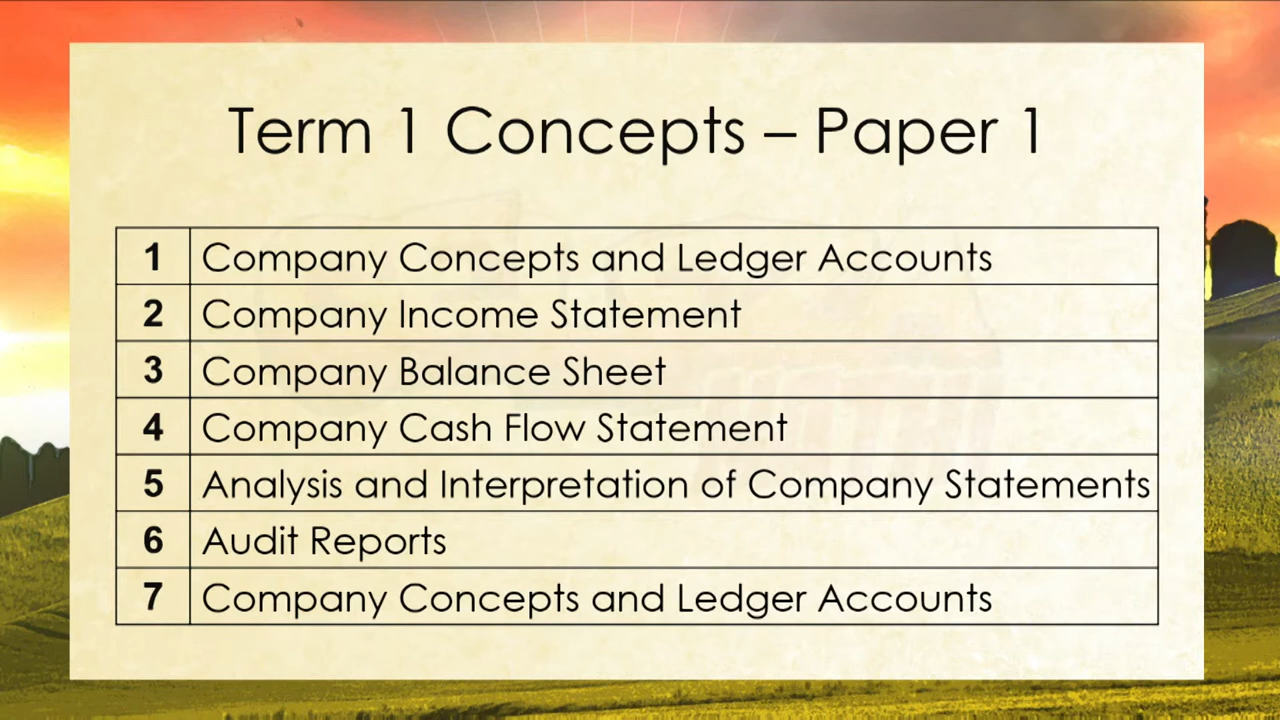 Term 1 Concepts – Paper 1
1 Company Concepts and Ledger Accounts
2 Company Income Statement
3 Company Balance Sheet
4 Company Cash Flow Statement
5 Analysis and Interpretation of Company Statements
6 Audit Reports
7 Company Concepts and Ledger Accounts